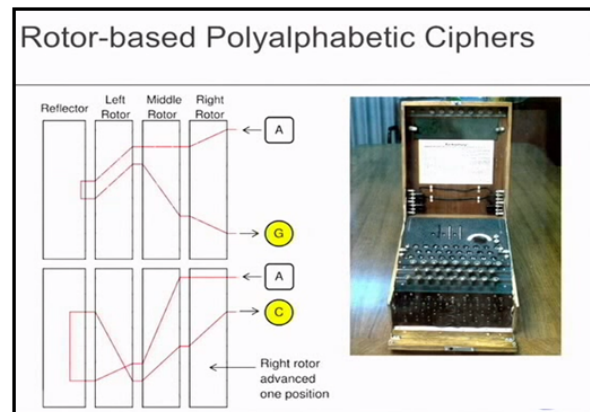 Rotor-based Polyalphabetic Ciphers
Reflector
Left
Rotor
Middle
Rotor
Right
Rotor
A
G
A
C
Right rotor
advanced
one position